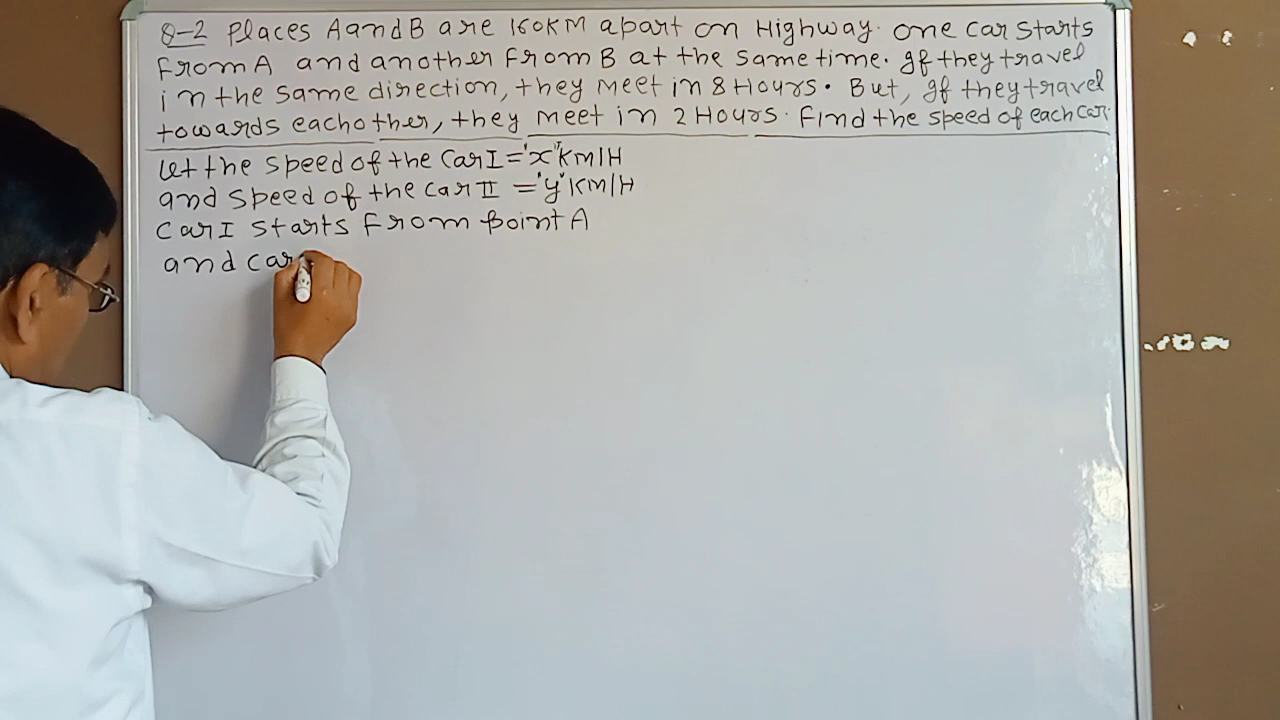 Q-2 Places A and B are 160KM apart on Highway. One car starts
From A and another From B at the same time. If they travel
in the same direction, they meet in 8 Hours. But, If they travel
towards eachother, they meet in 2 Hours. Find the speed of each car.
Let the speed of the car I = "x" KM/H
and speed of the car II = "y" KM/H
Car I starts From point A
and car